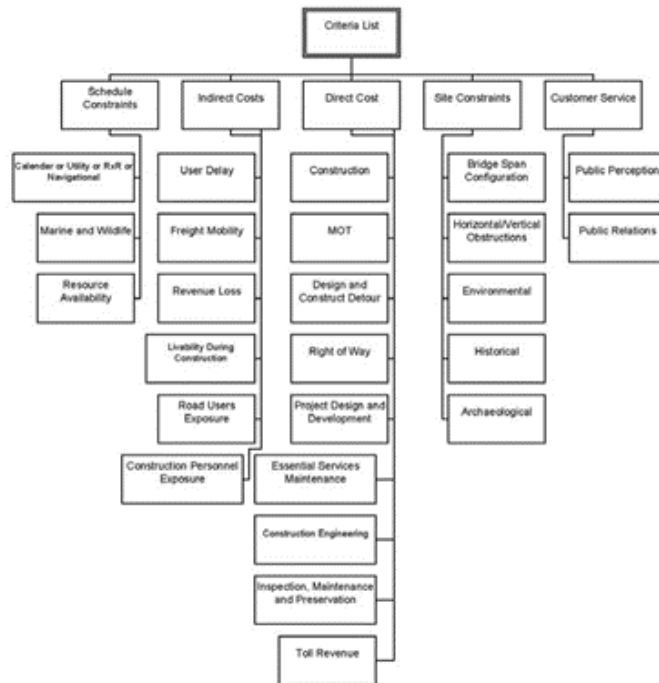 Criteria List
Schedule
Constraints
Indirect Costs
Direct Cost
Site Constraints
Customer Service
Calender or Utility or RxR or
Navigational
Marine and Wildlife
Resource
Availability
User Delay
Freight Mobility
Revenue Loss
Livability During
Construction
Road Users
Exposure
Construction Personnel
Exposure
Construction
MOT
Design and
Construct Detour
Right of Way
Project Design and
Development
Essential Services
Maintenance
Construction Engineering
Inspection, Maintenance
and Preservation
Toll Revenue
Bridge Span
Configuration
Horizontal/Vertical
Obstructions
Environmental
Historical
Archaeological
Public Perception
Public Relations